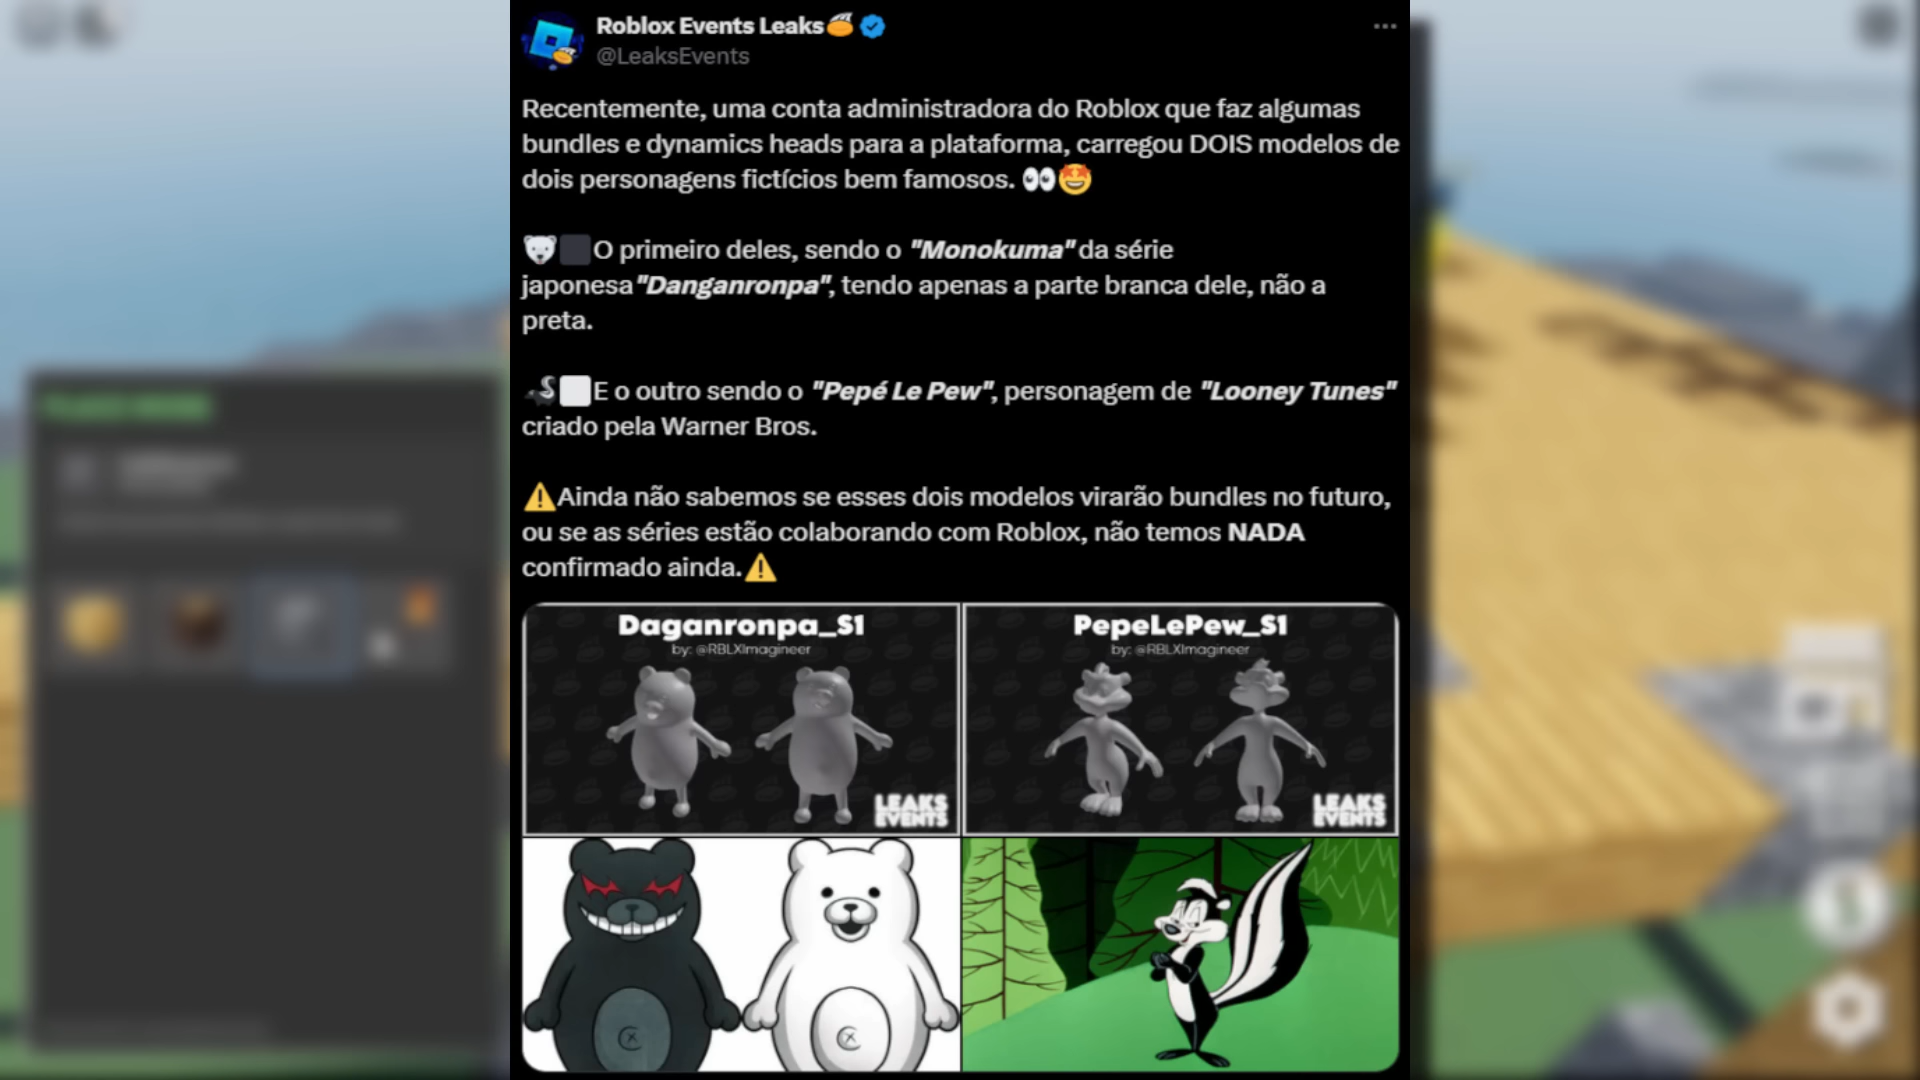 Roblox Events Leaks
@LeaksEvents
Recentemente, uma conta administradora do Roblox que faz algumas
bundles e dynamics heads para a plataforma, carregou DOIS modelos de
dois personagens fictícios bem famosos. 👀🤩
🐻‍❄️⬛O primeiro deles, sendo o "Monokuma" da série
japonesa"Danganronpa", tendo apenas a parte branca dele, não a
preta.
🦨⬜E o outro sendo o "Pepé Le Pew", personagem de "Looney Tunes"
criado pela Warner Bros.
⚠️Ainda não sabemos se esses dois modelos virarão bundles no futuro,
ou se as séries estão colaborando com Roblox, não temos NADA
confirmado ainda.⚠️
Daganronpa_S1
by: @RBLXImagineer
LEAKS
EVENTS
PepeLePew_S1
by: @RBLXImagineer
LEAKS
EVENTS